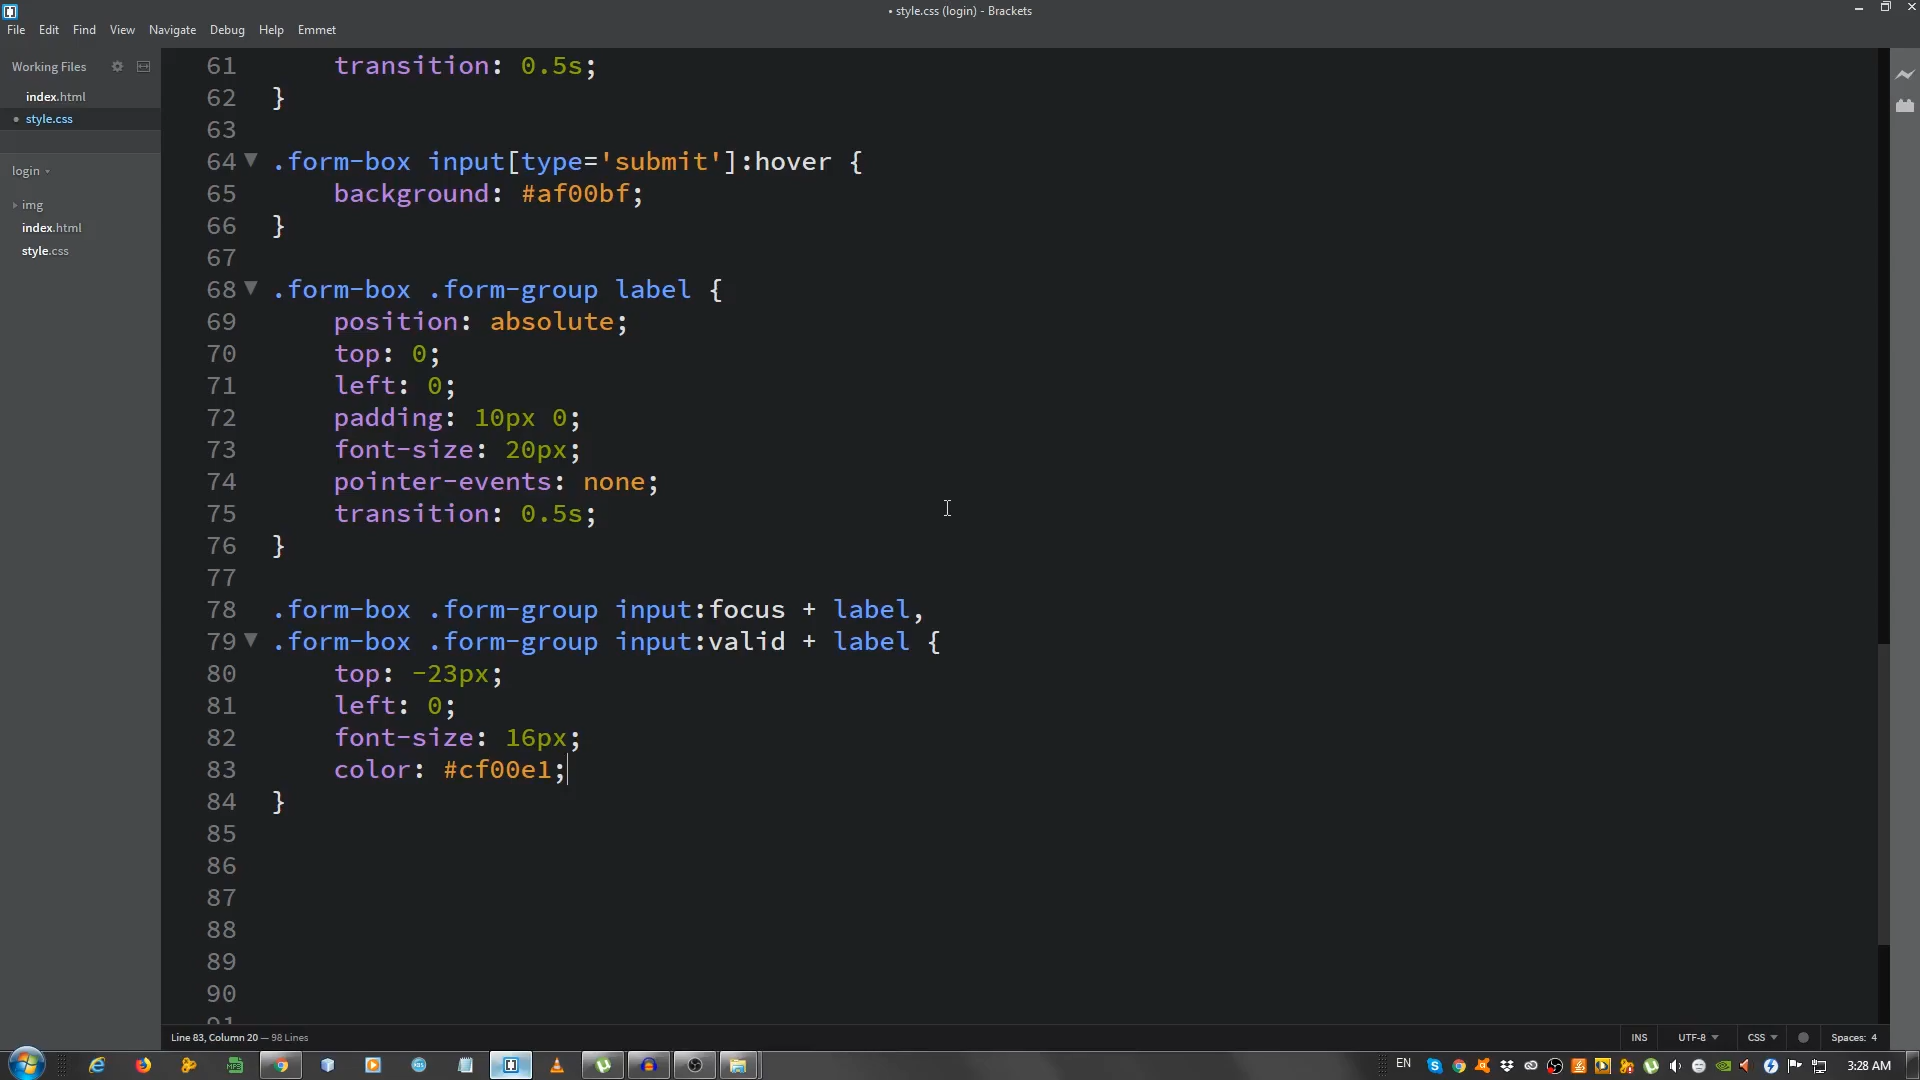 • style.css (login) - Brackets
File Edit Find View Navigate Debug Help Emmet
Working Files
index.html
• style.css
login
img
index.html
style.css
61 transition: 0.5s;
62 }
63
64 .form-box input[type='submit']:hover {
65 background: #af00bf;
66 }
67
68 .form-box .form-group label {
69 position: absolute;
70 top: 0;
71 left: 0;
72 padding: 10px 0;
73 font-size: 20px;
74 pointer-events: none;
75 transition: 0.5s;
76 }
77
78 .form-box .form-group input:focus + label,
79 .form-box .form-group input:valid + label {
80 top: -23px;
81 left: 0;
82 font-size: 16px;
83 color: #cf00e1;
84 }
85
86
87
88
89
90
91
Line 83, Column 20 — 98 Lines
INS UTF-8 CSS Spaces: 4
EN 3:28 AM